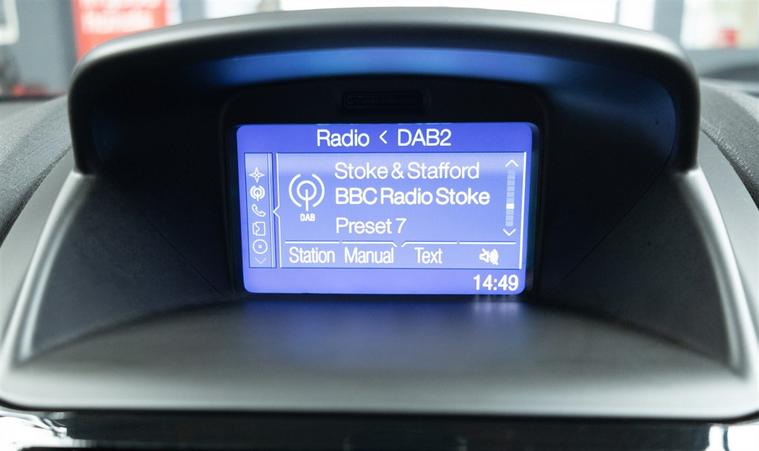 Radio < DAB2
Stoke & Stafford
BBC Radio Stoke
DAB
Preset 7
Station Manual Text
14:49